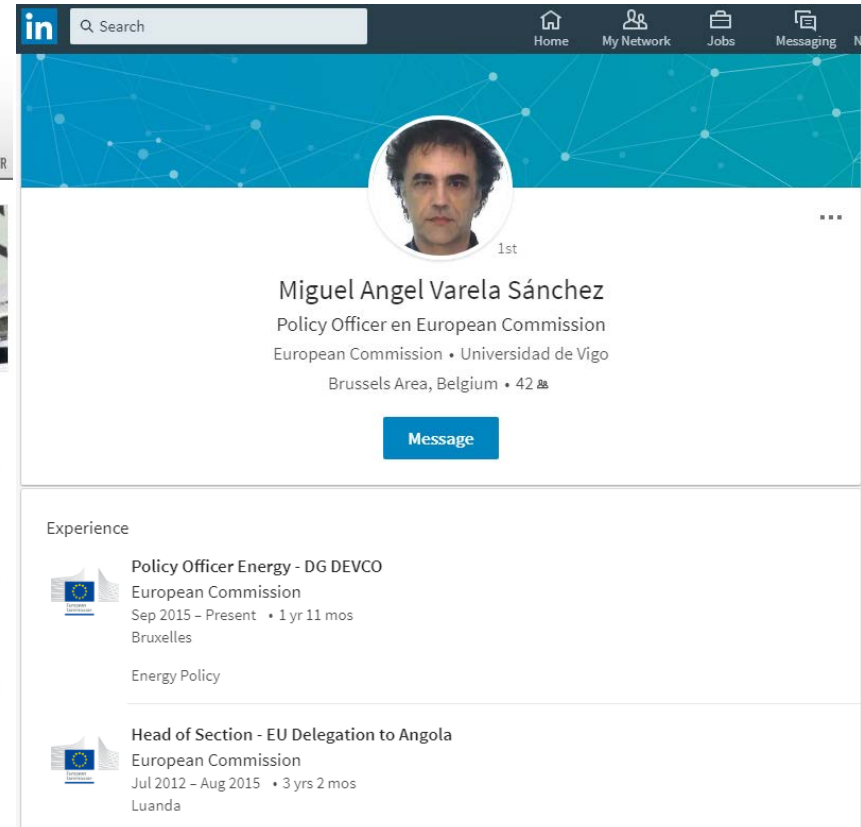 in
Search
Home
My Network
Jobs
Messaging
N
R
1st
Miguel Angel Varela Sánchez
Policy Officer en European Commission
European Commission • Universidad de Vigo
Brussels Area, Belgium • 42
Message
Experience
Policy Officer Energy - DG DEVCO
European Commission
Sep 2015 – Present • 1 yr 11 mos
Bruxelles
Energy Policy
Head of Section - EU Delegation to Angola
European Commission
Jul 2012 – Aug 2015 • 3 yrs 2 mos
Luanda